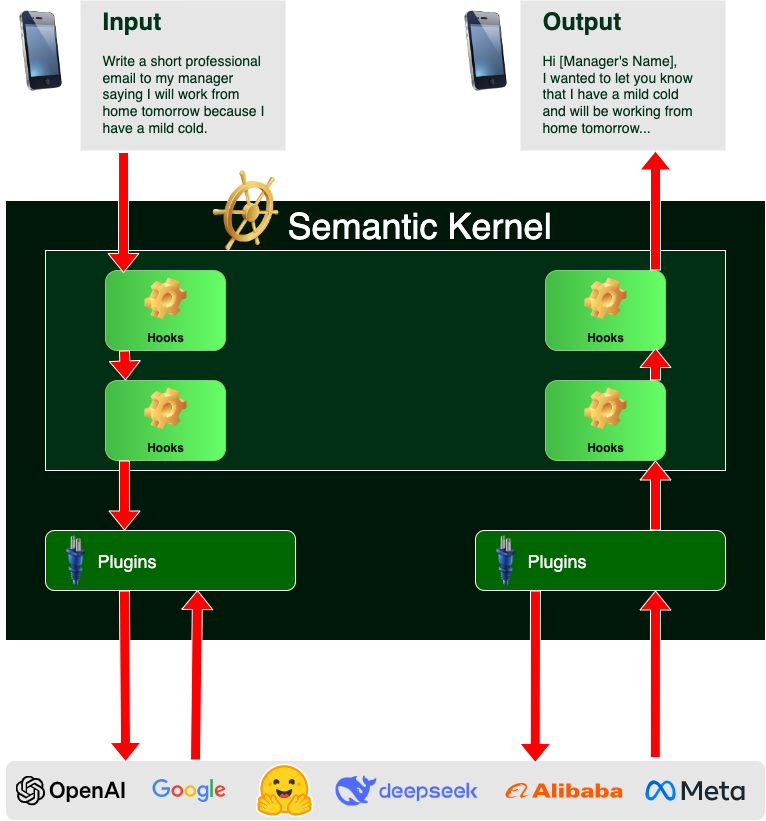 Input
Write a short professional
email to my manager
saying I will work from
home tomorrow because I
have a mild cold.
Output
Hi [Manager's Name],
I wanted to let you know
that I have a mild cold
and will be working from
home tomorrow...
Semantic Kernel
Hooks
Hooks
Hooks
Hooks
Plugins
Plugins
OpenAI
Google
deepseek
Alibaba
Meta